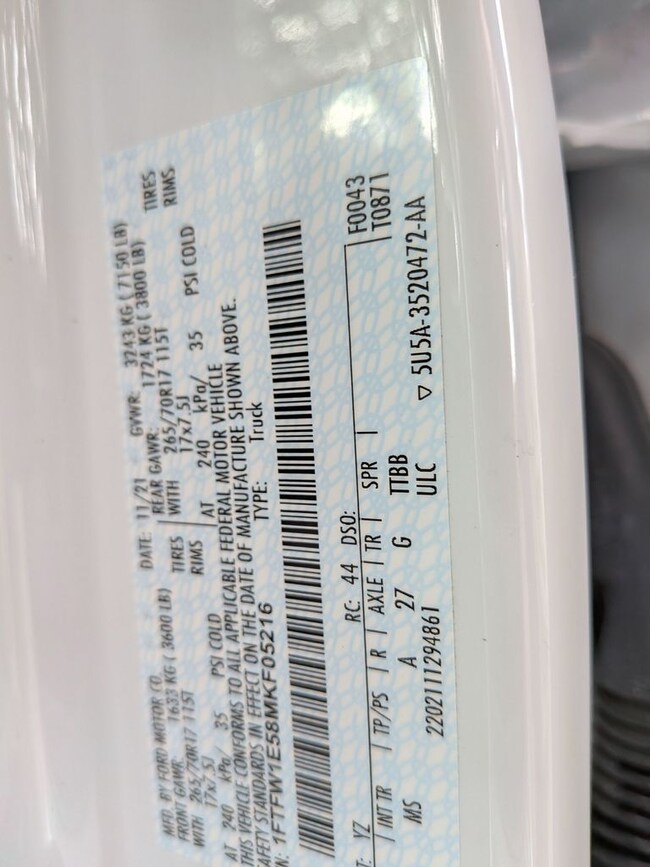 BY FORD MOTOR CO. DATE: 11/21 GVWR: 3243 KG ( 7150 LB)
FRONT GAWR: 1633 KG ( 3600 LB) REAR GAWR: 1724 KG ( 3800 LB)
WITH 265/70R17 115T TIRES WITH 265/70R17 115T TIRES
17x7.5J RIMS 17x7.5J RIMS
AT 240 kPa/ 35 PSI COLD AT 240 kPa/ 35 PSI COLD
THIS VEHICLE CONFORMS TO ALL APPLICABLE FEDERAL MOTOR VEHICLE
AFETY STANDARDS IN EFFECT ON THE DATE OF MANUFACTURE SHOWN ABOVE.
N: 1FTFW1E58MKF05216 TYPE: Truck
T: YZ RC: 44 DSO: F0043
INT TR TP/PS R AXLE TR SPR T0871
MS A 27 G TTBB
2202111294861 ULC ▽ 5U5A-3520472-AA